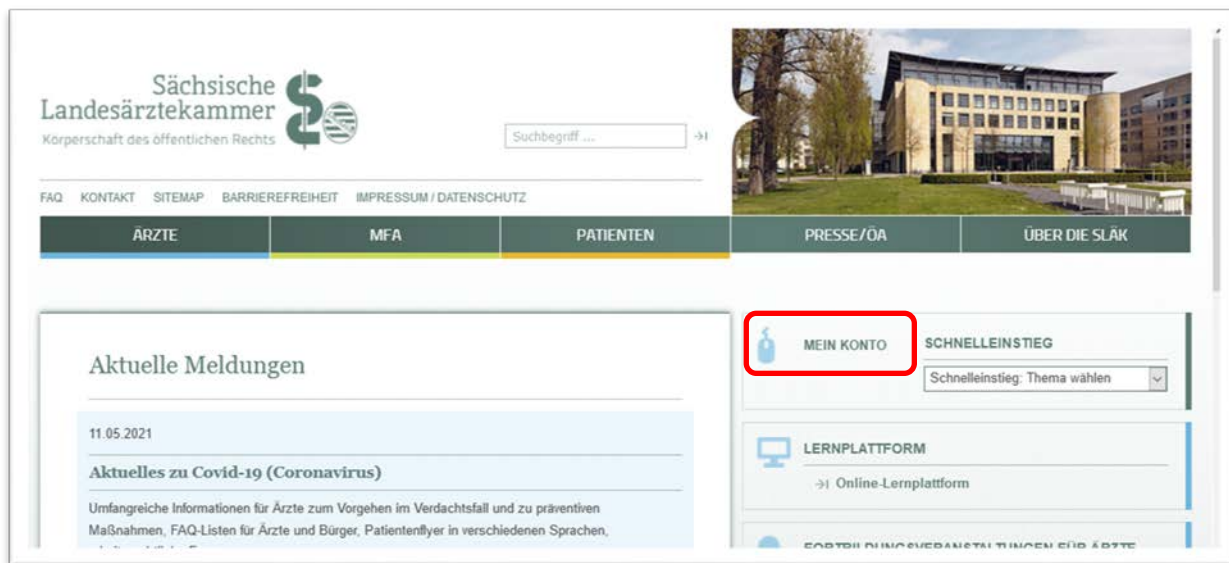 Sächsische
Landesärztekammer
Körperschaft des öffentlichen Rechts
Suchbegriff ...
FAQ KONTAKT SITEMAP BARRIEREFREIHEIT IMPRESSUM / DATENSCHUTZ
ÄRZTE MFA PATIENTEN PRESSE/ÖA ÜBER DIE SLÄK
Aktuelle Meldungen
11.05.2021
Aktuelles zu Covid-19 (Coronavirus)
Umfangreiche Informationen für Ärzte zum Vorgehen im Verdachtsfall und zu präventiven
Maßnahmen, FAQ-Listen für Ärzte und Bürger, Patientenflyer in verschiedenen Sprachen,
MEIN KONTO
SCHNELLEINSTIEG
Schnelleinstieg: Thema wählen
LERNPLATTFORM
Online-Lernplattform
FORTBILDUNGSVERANSTALTUNGEN FÜR ÄRZTE